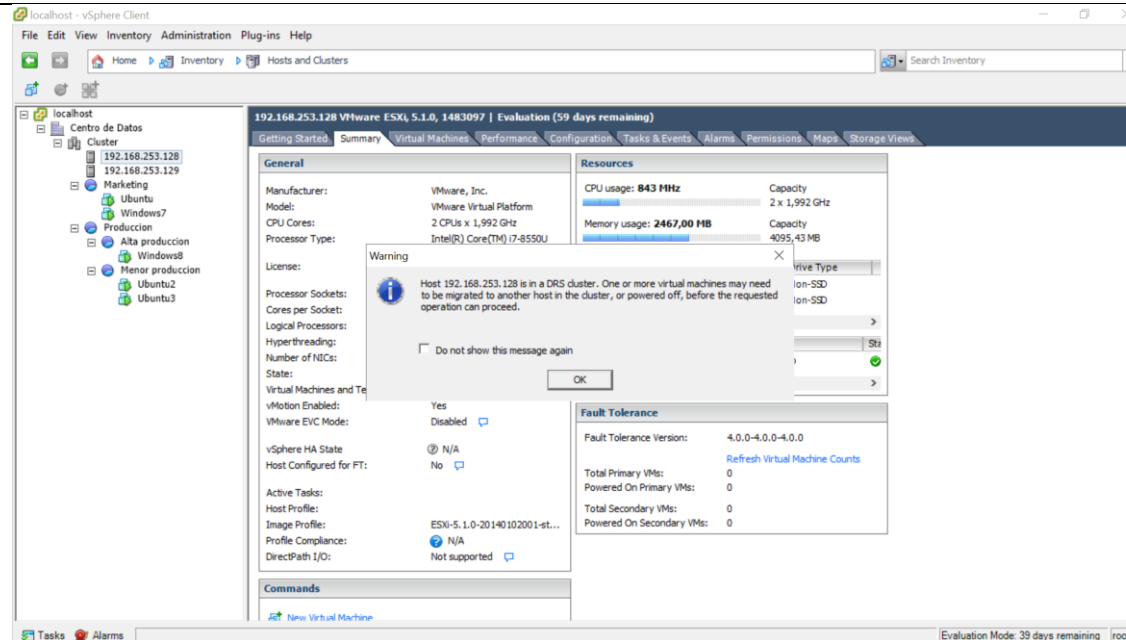 localhost - vSphere Client
File Edit View Inventory Administration Plug-ins Help
Home Inventory Hosts and Clusters
Search Inventory
localhost
Centro de Datos
Cluster
192.168.253.128
192.168.253.129
Marketing
Ubuntu
Windows7
Produccion
Alta produccion
Windows8
Menor produccion
Ubuntu2
Ubuntu3
192.168.253.128 VMware ESXi, 5.1.0, 1483097 | Evaluation (59 days remaining)
Getting Started Summary Virtual Machines Performance Configuration Tasks & Events Alarms Permissions Maps Storage Views
General
Manufacturer: VMware, Inc.
Model: VMware Virtual Platform
CPU Cores: 2 CPUs x 1,992 GHz
Processor Type: Intel(R) Core(TM) i7-8550U
License:
Processor Sockets:
Cores per Socket:
Logical Processors:
Hyperthreading:
Number of NICs:
State:
Virtual Machines and Te
vMotion Enabled: Yes
VMware EVC Mode: Disabled
vSphere HA State N/A
Host Configured for FT: No
Active Tasks:
Host Profile:
Image Profile: ESXi-5.1.0-20140102001-st...
Profile Compliance: N/A
DirectPath I/O: Not supported
Commands
New Virtual Machine
Resources
CPU usage: 843 MHz Capacity
2 x 1,992 GHz
Memory usage: 2467,00 MB Capacity
4095,43 MB
rive Type
on-SSD
on-SSD
Sta
Warning
Host 192.168.253.128 is in a DRS cluster. One or more virtual machines may need
to be migrated to another host in the cluster, or powered off, before the requested
operation can proceed.
Do not show this message again
OK
Fault Tolerance
Fault Tolerance Version: 4.0.0-4.0.0-4.0.0
Refresh Virtual Machine Counts
Total Primary VMs: 0
Powered On Primary VMs: 0
Total Secondary VMs: 0
Powered On Secondary VMs: 0
Tasks Alarms
Evaluation Mode: 39 days remaining roo